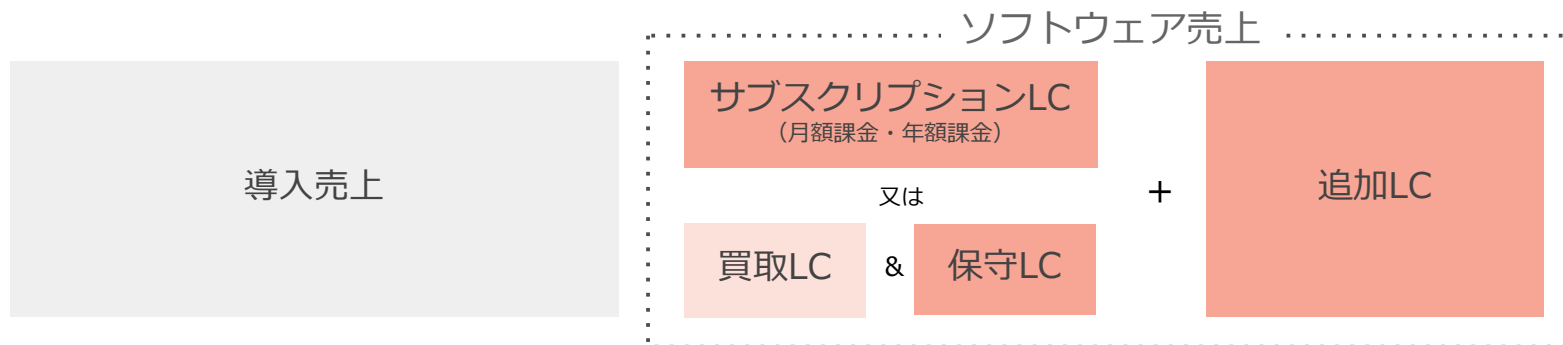 ソフトウェア売上
導入売上
サブスクリプションLC
（月額課金・年額課金）
又は
買取LC
&
保守LC
+
追加LC